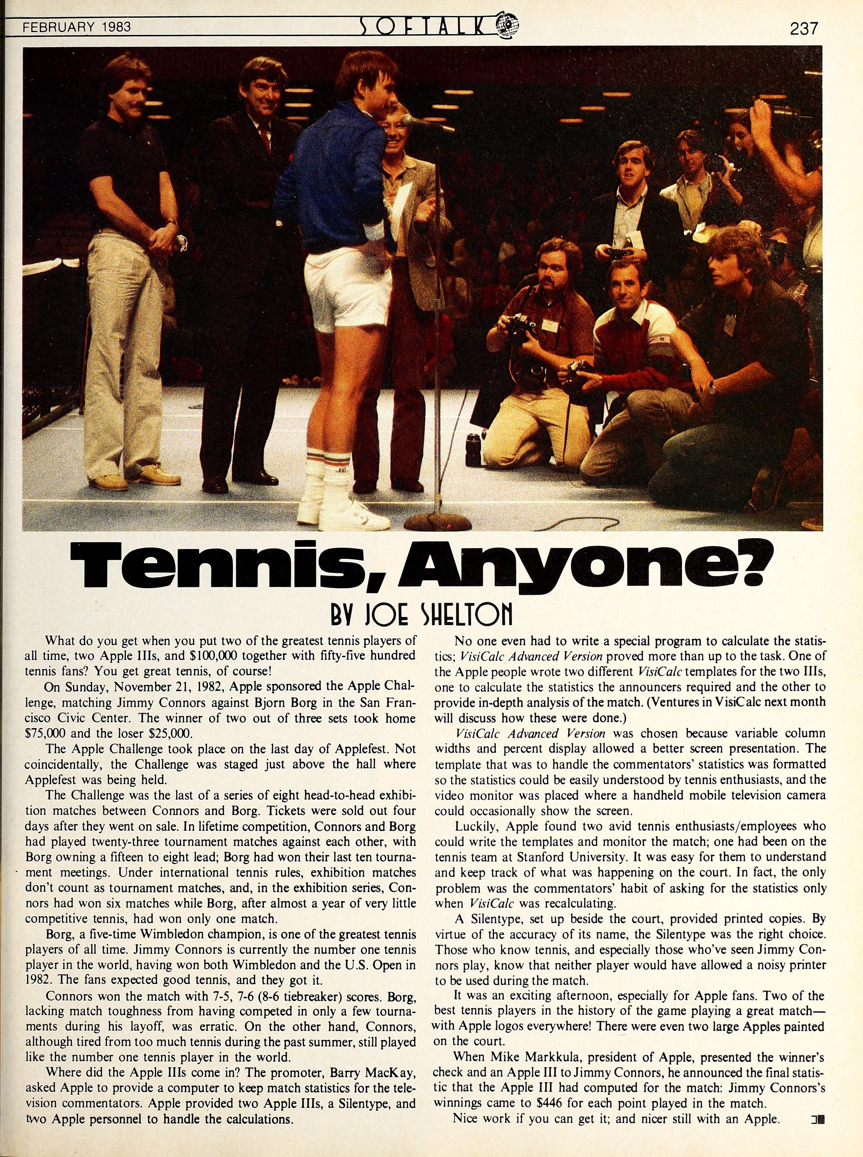 FEBRUARY 1983
SOFTALK
237
Tennis, Anyone?
BY JOE SHELTON
What do you get when you put two of the greatest tennis players of
all time, two Apple IIIs, and $100,000 together with fifty-five hundred
tennis fans? You get great tennis, of course!
On Sunday, November 21, 1982, Apple sponsored the Apple Chal-
lenge, matching Jimmy Connors against Bjorn Borg in the San Fran-
cisco Civic Center. The winner of two out of three sets took home
$75,000 and the loser $25,000.
The Apple Challenge took place on the last day of Applefest. Not
coincidentally, the Challenge was staged just above the hall where
Applefest was being held.
The Challenge was the last of a series of eight head-to-head exhibi-
tion matches between Connors and Borg. Tickets were sold out four
days after they went on sale. In lifetime competition, Connors and Borg
had played twenty-three tournament matches against each other, with
Borg owning a fifteen to eight lead; Borg had won their last ten tourna-
ment meetings. Under international tennis rules, exhibition matches
don't count as tournament matches, and, in the exhibition series, Con-
nors had won six matches while Borg, after almost a year of very little
competitive tennis, had won only one match.
Borg, a five-time Wimbledon champion, is one of the greatest tennis
players of all time. Jimmy Connors is currently the number one tennis
player in the world, having won both Wimbledon and the U.S. Open in
1982. The fans expected good tennis, and they got it.
Connors won the match with 7-5, 7-6 (8-6 tiebreaker) scores. Borg,
lacking match toughness from having competed in only a few tourna-
ments during his layoff, was erratic. On the other hand, Connors,
although tired from too much tennis during the past summer, still played
like the number one tennis player in the world.
Where did the Apple IIIs come in? The promoter, Barry MacKay,
asked Apple to provide a computer to keep match statistics for the tele-
vision commentators. Apple provided two Apple IIIs, a Silentype, and
two Apple personnel to handle the calculations.
No one even had to write a special program to calculate the statis-
tics; VisiCalc Advanced Version proved more than up to the task. One of
the Apple people wrote two different VisiCalc templates for the two IIIs,
one to calculate the statistics the announcers required and the other to
provide in-depth analysis of the match. (Ventures in VisiCalc next month
will discuss how these were done.)
VisiCalc Advanced Version was chosen because variable column
widths and percent display allowed a better screen presentation. The
template that was to handle the commentators' statistics was formatted
so the statistics could be easily understood by tennis enthusiasts, and the
video monitor was placed where a handheld mobile television camera
could occasionally show the screen.
Luckily, Apple found two avid tennis enthusiasts/employees who
could write the templates and monitor the match; one had been on the
tennis team at Stanford University. It was easy for them to understand
and keep track of what was happening on the court. In fact, the only
problem was the commentators' habit of asking for the statistics only
when VisiCalc was recalculating.
A Silentype, set up beside the court, provided printed copies. By
virtue of the accuracy of its name, the Silentype was the right choice.
Those who know tennis, and especially those who've seen Jimmy Con-
nors play, know that neither player would have allowed a noisy printer
to be used during the match.
It was an exciting afternoon, especially for Apple fans. Two of the
best tennis players in the history of the game playing a great match—
with Apple logos everywhere! There were even two large Apples painted
on the court.
When Mike Markkula, president of Apple, presented the winner's
check and an Apple III to Jimmy Connors, he announced the final statis-
tic that the Apple III had computed for the match: Jimmy Connors's
winnings came to $446 for each point played in the match.
Nice work if you can get it; and nicer still with an Apple.